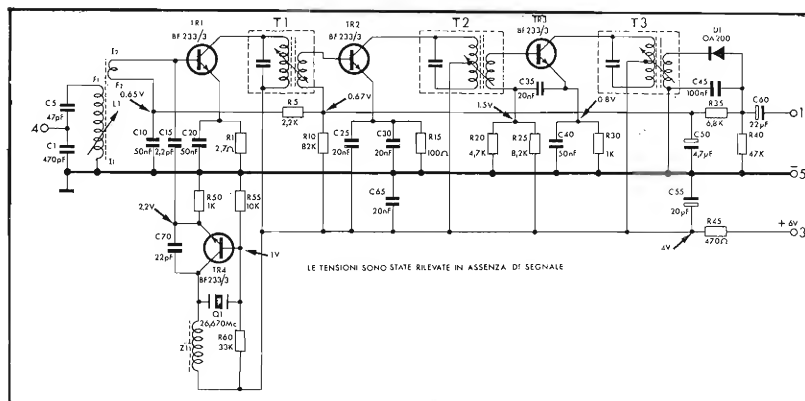 T1
T2
T3
TR1
BF 233/3
TR2
BF 233/3
TR3
BF 233/3
D1
OA 200
C5
47pF
C1
470pF
4
L1
0.65V
C10
50nF
C15
2,2pF
C20
50nF
R1
2,7Ω
R5
2,2K
0.67V
R10
82K
C25
20nF
C30
20nF
R15
100Ω
C65
20nF
1.5V
C35
20nF
0.8V
R20
4,7K
R25
8,2K
C40
50nF
R30
1K
C45
100nF
R35
6,8K
C60
22µF
1
C50
4,7µF
R40
47K
5
C55
20µF
+ 6V
3
4V
R45
470Ω
2,2V
R50
1K
R55
10K
C70
22pF
TR4
BF 233/3
1V
LE TENSIONI SONO STATE RILEVATE IN ASSENZA DI SEGNALE
Q1
26,670Mc
Z1
R60
33K